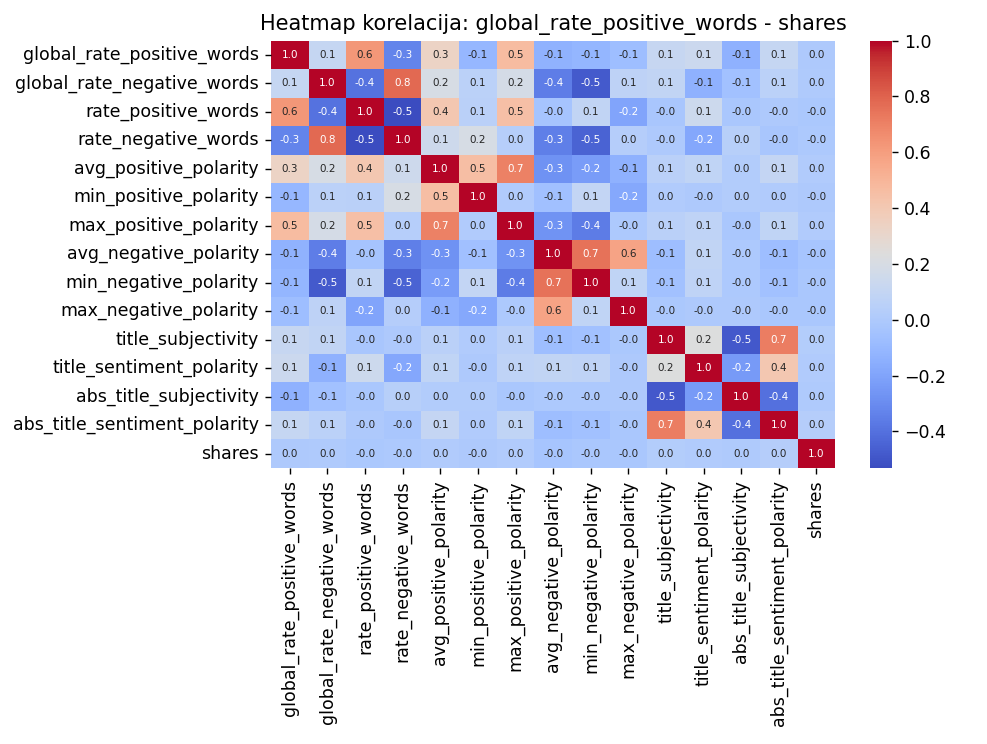 Heatmap korelacija: global_rate_positive_words - shares
global_rate_positive_words 1.0 0.1 0.6 -0.3 0.3 -0.1 0.5 -0.1 -0.1 -0.1 0.1 0.1 -0.1 0.1 0.0
global_rate_negative_words 0.1 1.0 -0.4 0.8 0.2 0.1 0.2 -0.4 -0.5 0.1 0.1 -0.1 -0.1 0.1 0.0
rate_positive_words 0.6 -0.4 1.0 -0.5 0.4 0.1 0.5 -0.0 0.1 -0.2 -0.0 0.1 -0.0 -0.0 -0.0
rate_negative_words -0.3 0.8 -0.5 1.0 0.1 0.2 0.0 -0.3 -0.5 0.0 -0.0 -0.2 0.0 -0.0 -0.0
avg_positive_polarity 0.3 0.2 0.4 0.1 1.0 0.5 0.7 -0.3 -0.2 -0.1 0.1 0.1 0.0 0.1 0.0
min_positive_polarity -0.1 0.1 0.1 0.2 0.5 1.0 0.0 -0.1 0.1 -0.2 0.0 -0.0 -0.0 0.0 -0.0
max_positive_polarity 0.5 0.2 0.5 0.0 0.7 0.0 1.0 -0.3 -0.4 -0.0 0.1 0.1 -0.0 0.1 0.0
avg_negative_polarity -0.1 -0.4 -0.0 -0.3 -0.3 -0.1 -0.3 1.0 0.7 0.6 -0.1 0.1 -0.0 -0.1 -0.0
min_negative_polarity -0.1 -0.5 0.1 -0.5 -0.2 0.1 -0.4 0.7 1.0 0.1 -0.1 0.1 -0.0 -0.1 -0.0
max_negative_polarity -0.1 0.1 -0.2 0.0 -0.1 -0.2 -0.0 0.6 0.1 1.0 -0.0 -0.0 -0.0 -0.0 -0.0
title_subjectivity 0.1 0.1 -0.0 -0.0 0.1 0.0 0.1 -0.1 -0.1 -0.0 1.0 0.2 -0.5 0.7 0.0
title_sentiment_polarity 0.1 -0.1 0.1 -0.2 0.1 -0.0 0.1 0.1 0.1 -0.0 0.2 1.0 -0.2 0.4 0.0
abs_title_subjectivity -0.1 -0.1 -0.0 0.0 0.0 -0.0 -0.0 -0.0 -0.0 -0.0 -0.5 -0.2 1.0 -0.4 0.0
abs_title_sentiment_polarity 0.1 0.1 -0.0 -0.0 0.1 0.0 0.1 -0.1 -0.1 -0.0 0.7 0.4 -0.4 1.0 0.0
shares 0.0 0.0 -0.0 -0.0 0.0 -0.0 0.0 -0.0 -0.0 -0.0 0.0 0.0 0.0 0.0 1.0
global_rate_positive_words
global_rate_negative_words
rate_positive_words
rate_negative_words
avg_positive_polarity
min_positive_polarity
max_positive_polarity
avg_negative_polarity
min_negative_polarity
max_negative_polarity
title_subjectivity
title_sentiment_polarity
abs_title_subjectivity
abs_title_sentiment_polarity
shares
1.0
0.8
0.6
0.4
0.2
0.0
−0.2
−0.4